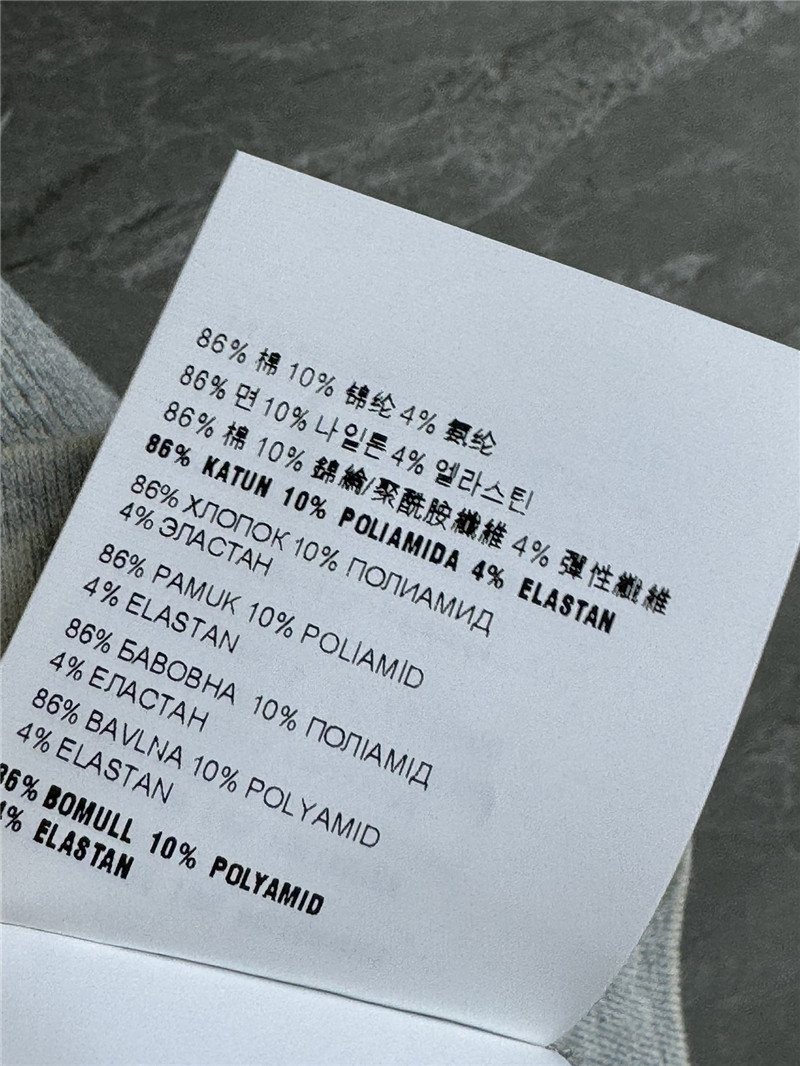 86% 棉 10% 锦纶 4% 氨纶
86% 면 10% 나일론 4% 엘라스틴
86% 棉 10% 錦綸/聚酰胺纖維 4% 彈性纖維
86% KATUN 10% POLIAMIDA 4% ELASTAN
86% ХЛОПОК 10% ПОЛИАМИД
4% ЭЛАСТАН
86% PAMUK 10% POLIAMID
4% ELASTAN
86% БАВОВНА 10% ПОЛІАМІД
4% ЕЛАСТАН
86% BAVLNA 10% POLYAMID
4% ELASTAN
86% BOMULL 10% POLYAMID
4% ELASTAN